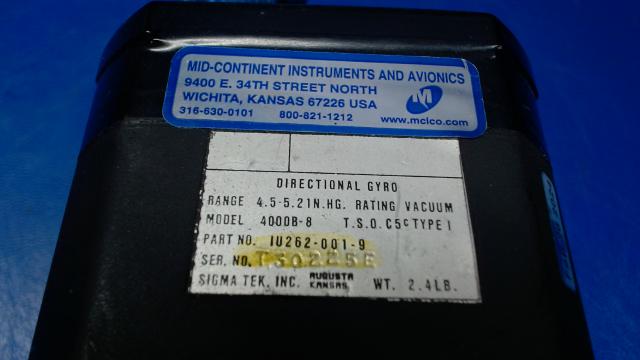 MID-CONTINENT INSTRUMENTS AND AVIONICS
9400 E. 34TH STREET NORTH
WICHITA, KANSAS 67226 USA
316-630-0101 800-821-1212
M
www.mcico.com
DIRECTIONAL GYRO
RANGE 4.5-5.2IN.HG. RATING VACUUM
MODEL 4000B-8 T.S.O. C5c TYPE I
PART NO. 1U262-001-9
SER. NO. T30225E
SIGMA TEK, INC. AUGUSTA KANSAS WT. 2.4LB.